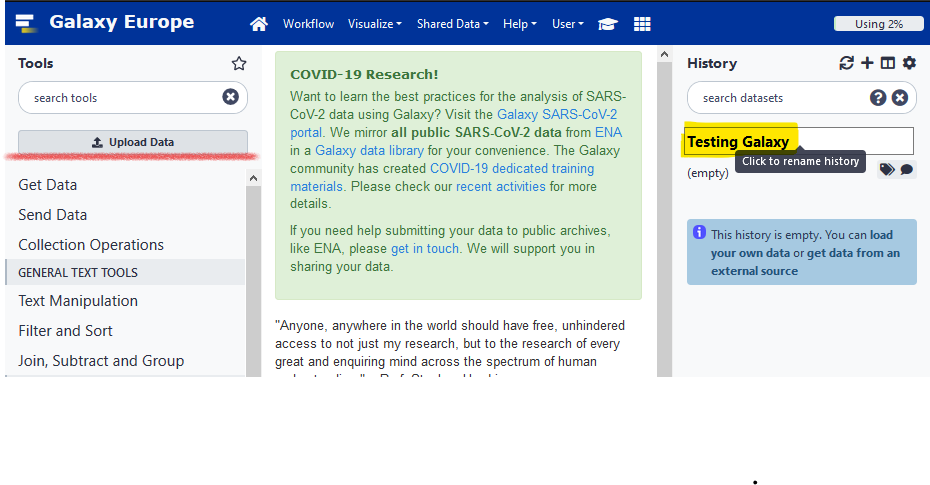 Galaxy Europe
Workflow Visualize Shared Data Help User Using 2%
Tools
search tools
Upload Data
Get Data
Send Data
Collection Operations
GENERAL TEXT TOOLS
Text Manipulation
Filter and Sort
Join, Subtract and Group
COVID-19 Research!
Want to learn the best practices for the analysis of SARS-
CoV-2 data using Galaxy? Visit the Galaxy SARS-CoV-2
portal. We mirror all public SARS-CoV-2 data from ENA
in a Galaxy data library for your convenience. The Galaxy
community has created COVID-19 dedicated training
materials. Please check our recent activities for more
details.
If you need help submitting your data to public archives,
like ENA, please get in touch. We will support you in
sharing your data.
"Anyone, anywhere in the world should have free, unhindered
access to not just my research, but to the research of every
great and enquiring mind across the spectrum of human
History
search datasets
Testing Galaxy
Click to rename history
(empty)
This history is empty. You can load
your own data or get data from an
external source